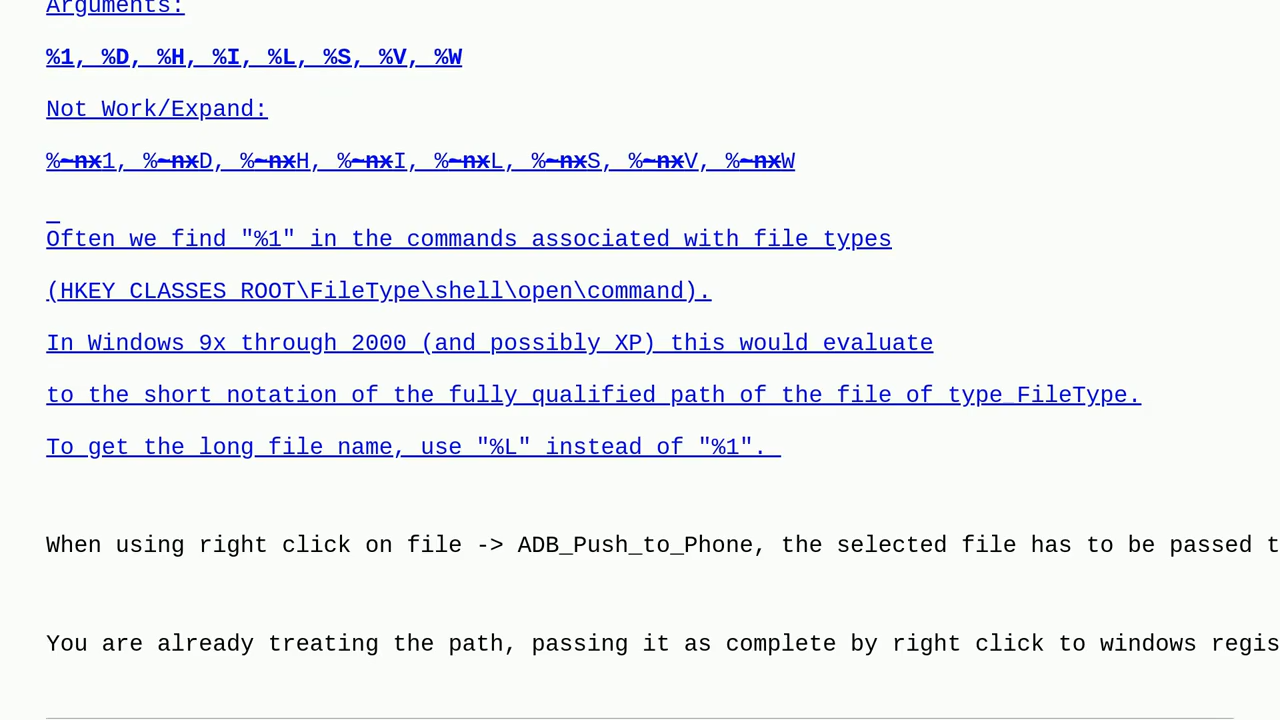 Arguments:
%1, %D, %H, %I, %L, %S, %V, %W
Not Work/Expand:
%~nx1, %~nxD, %~nxH, %~nxI, %~nxL, %~nxS, %~nxV, %~nxW
Often we find "%1" in the commands associated with file types
(HKEY_CLASSES_ROOT\FileType\shell\open\command).
In Windows 9x through 2000 (and possibly XP) this would evaluate
to the short notation of the fully qualified path of the file of type FileType.
To get the long file name, use "%L" instead of "%1".
When using right click on file -> ADB_Push_to_Phone, the selected file has to be passed t
You are already treating the path, passing it as complete by right click to windows regis